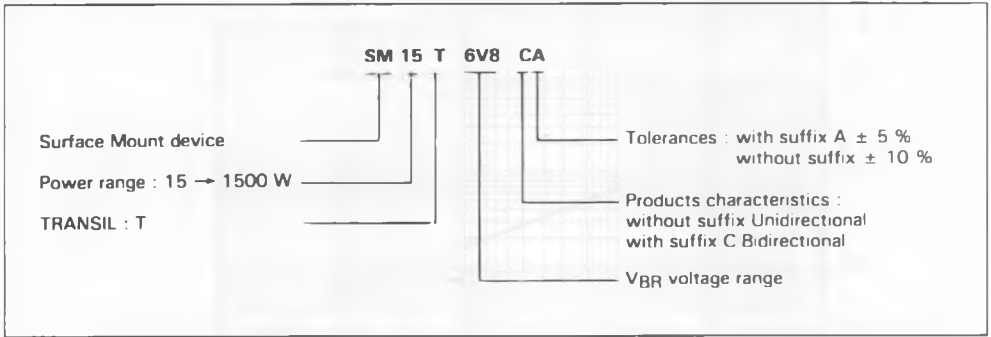 SM 15 T 6V8 CA
Surface Mount device
Power range : 15 → 1500 W
TRANSIL : T
Tolerances : with suffix A ± 5 %
without suffix ± 10 %
Products characteristics :
without suffix Unidirectional
with suffix C Bidirectional
VBR voltage range